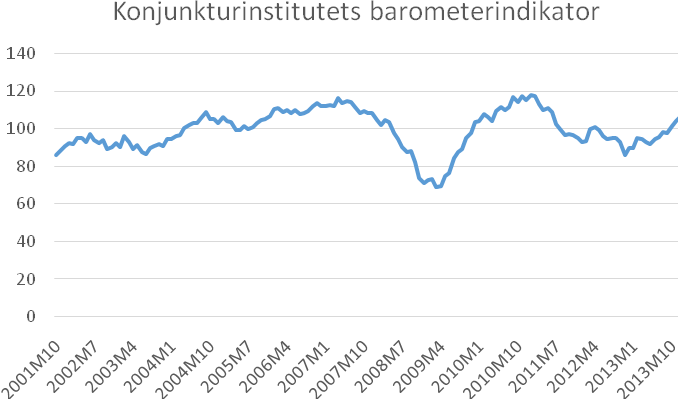 Konjunkturinstitutets barometerindikator
140
120
100
80
60
40
20
0
2001M10
2002M7
2003M4
2004M1
2004M10
2005M7
2006M4
2007M1
2007M10
2008M7
2009M4
2010M1
2010M10
2011M7
2012M4
2013M1
2013M10